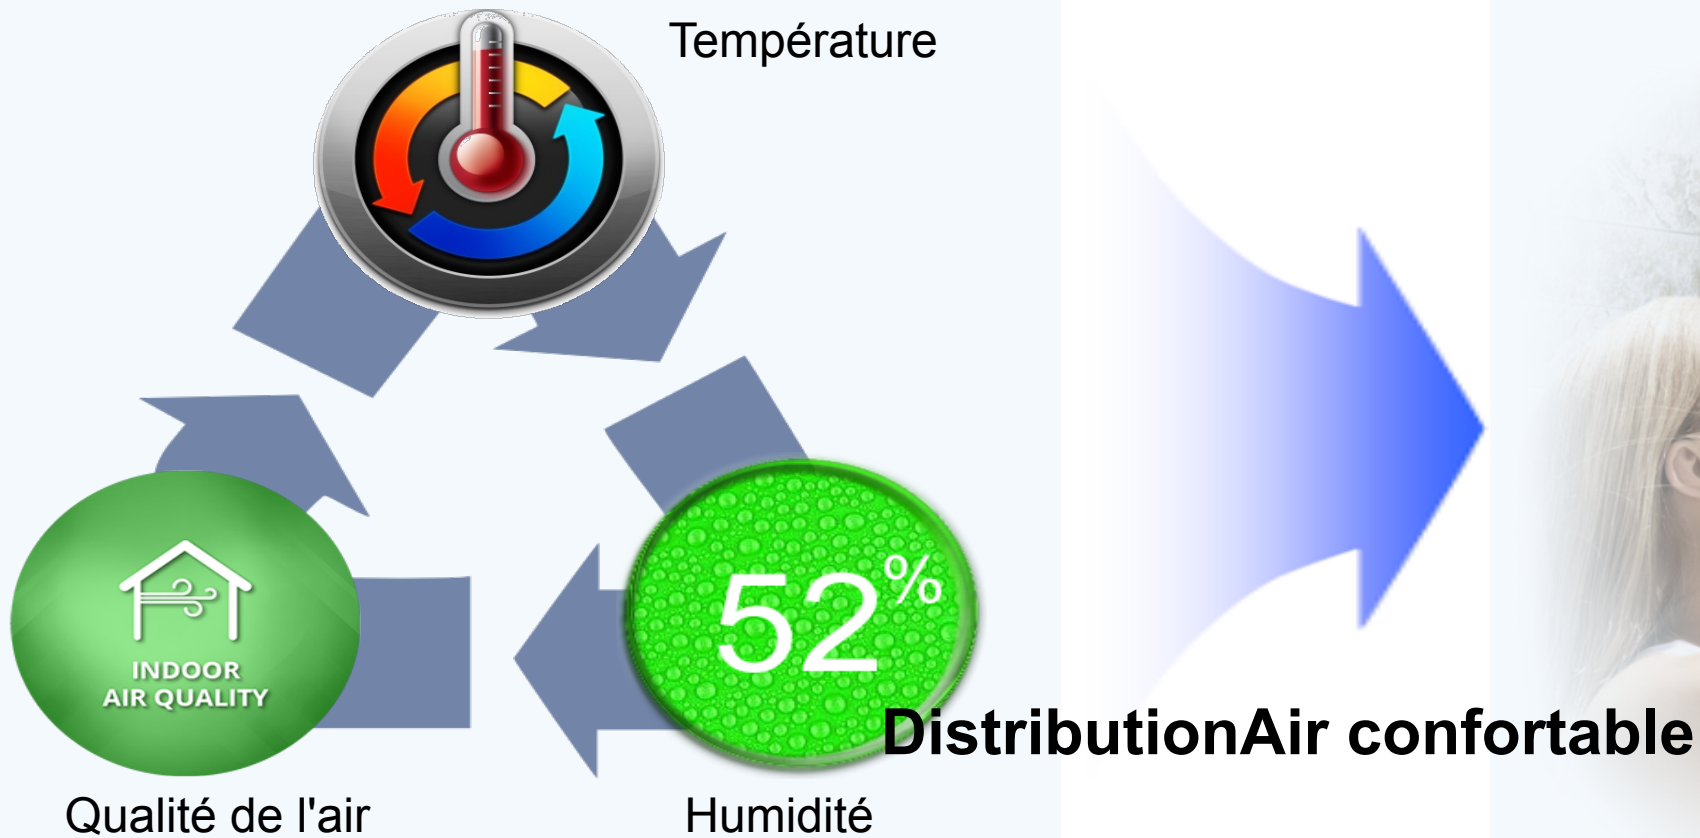 Température
52%
INDOOR
AIR QUALITY
DistributionAir confortable
Qualité de l'air
Humidité